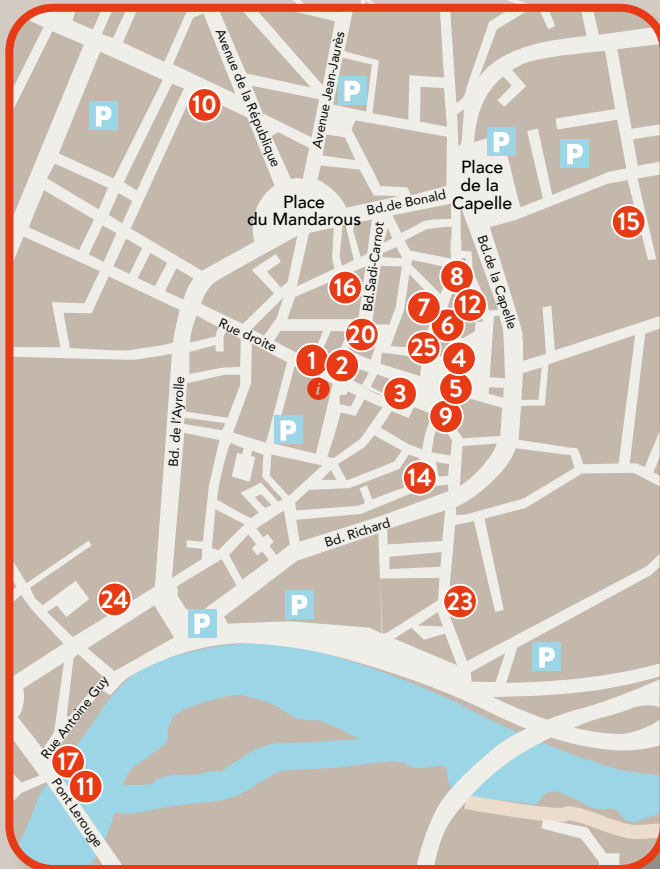 Avenue de la République
Avenue Jean-Jaurès
P
P
10
P
P
Place
de la
Capelle
Place
du Mandarous
Bd.de Bonald
15
Bd.de la Capelle
Bd.Sadi-Carnot
8
16
12
7
6
Rue droite
20
25
1
2
4
i
3
5
9
Bd. de l'Ayrolle
P
14
Bd. Richard
24
P
23
P
P
Rue Antoine Guy
17
11
Pont Lerouge